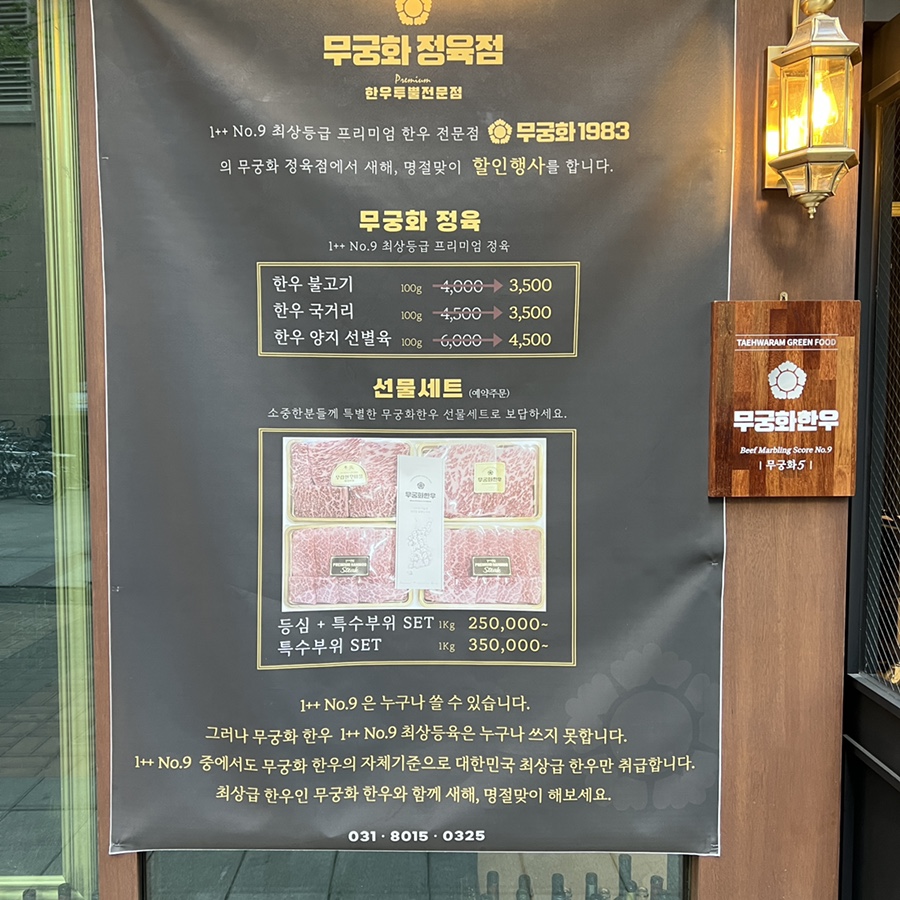 무궁화 정육점
Premium
한우투뿔전문점
1++ No.9 최상등급 프리미엄 한우 전문점 무궁화 1983
의 무궁화 정육점에서 새해, 명절맞이 할인행사를 합니다.
무궁화 정육
1++ No.9 최상등급 프리미엄 정육
한우 불고기 100g 4,000 3,500
한우 국거리 100g 4,500 3,500
한우 양지 선별육 100g 6,000 4,500
선물세트 (예약주문)
소중한분들께 특별한 무궁화한우 선물세트로 보답하세요.
무궁화한우
무궁화한우
PREMIUM HANWOO
Steak
PREMIUM HANWOO
Steak
등심 + 특수부위 SET 1Kg 250,000~
특수부위 SET 1Kg 350,000~
1++ No.9 은 누구나 쓸 수 있습니다.
그러나 무궁화 한우 1++ No.9 최상등육은 누구나 쓰지 못합니다.
1++ No.9 중에서도 무궁화 한우의 자체기준으로 대한민국 최상급 한우만 취급합니다.
최상급 한우인 무궁화 한우와 함께 새해, 명절맞이 해보세요.
031 · 8015 · 0325
TAEHWARAM GREEN FOOD
무궁화한우
Beef Marbling Score No.9
| 무궁화5 |